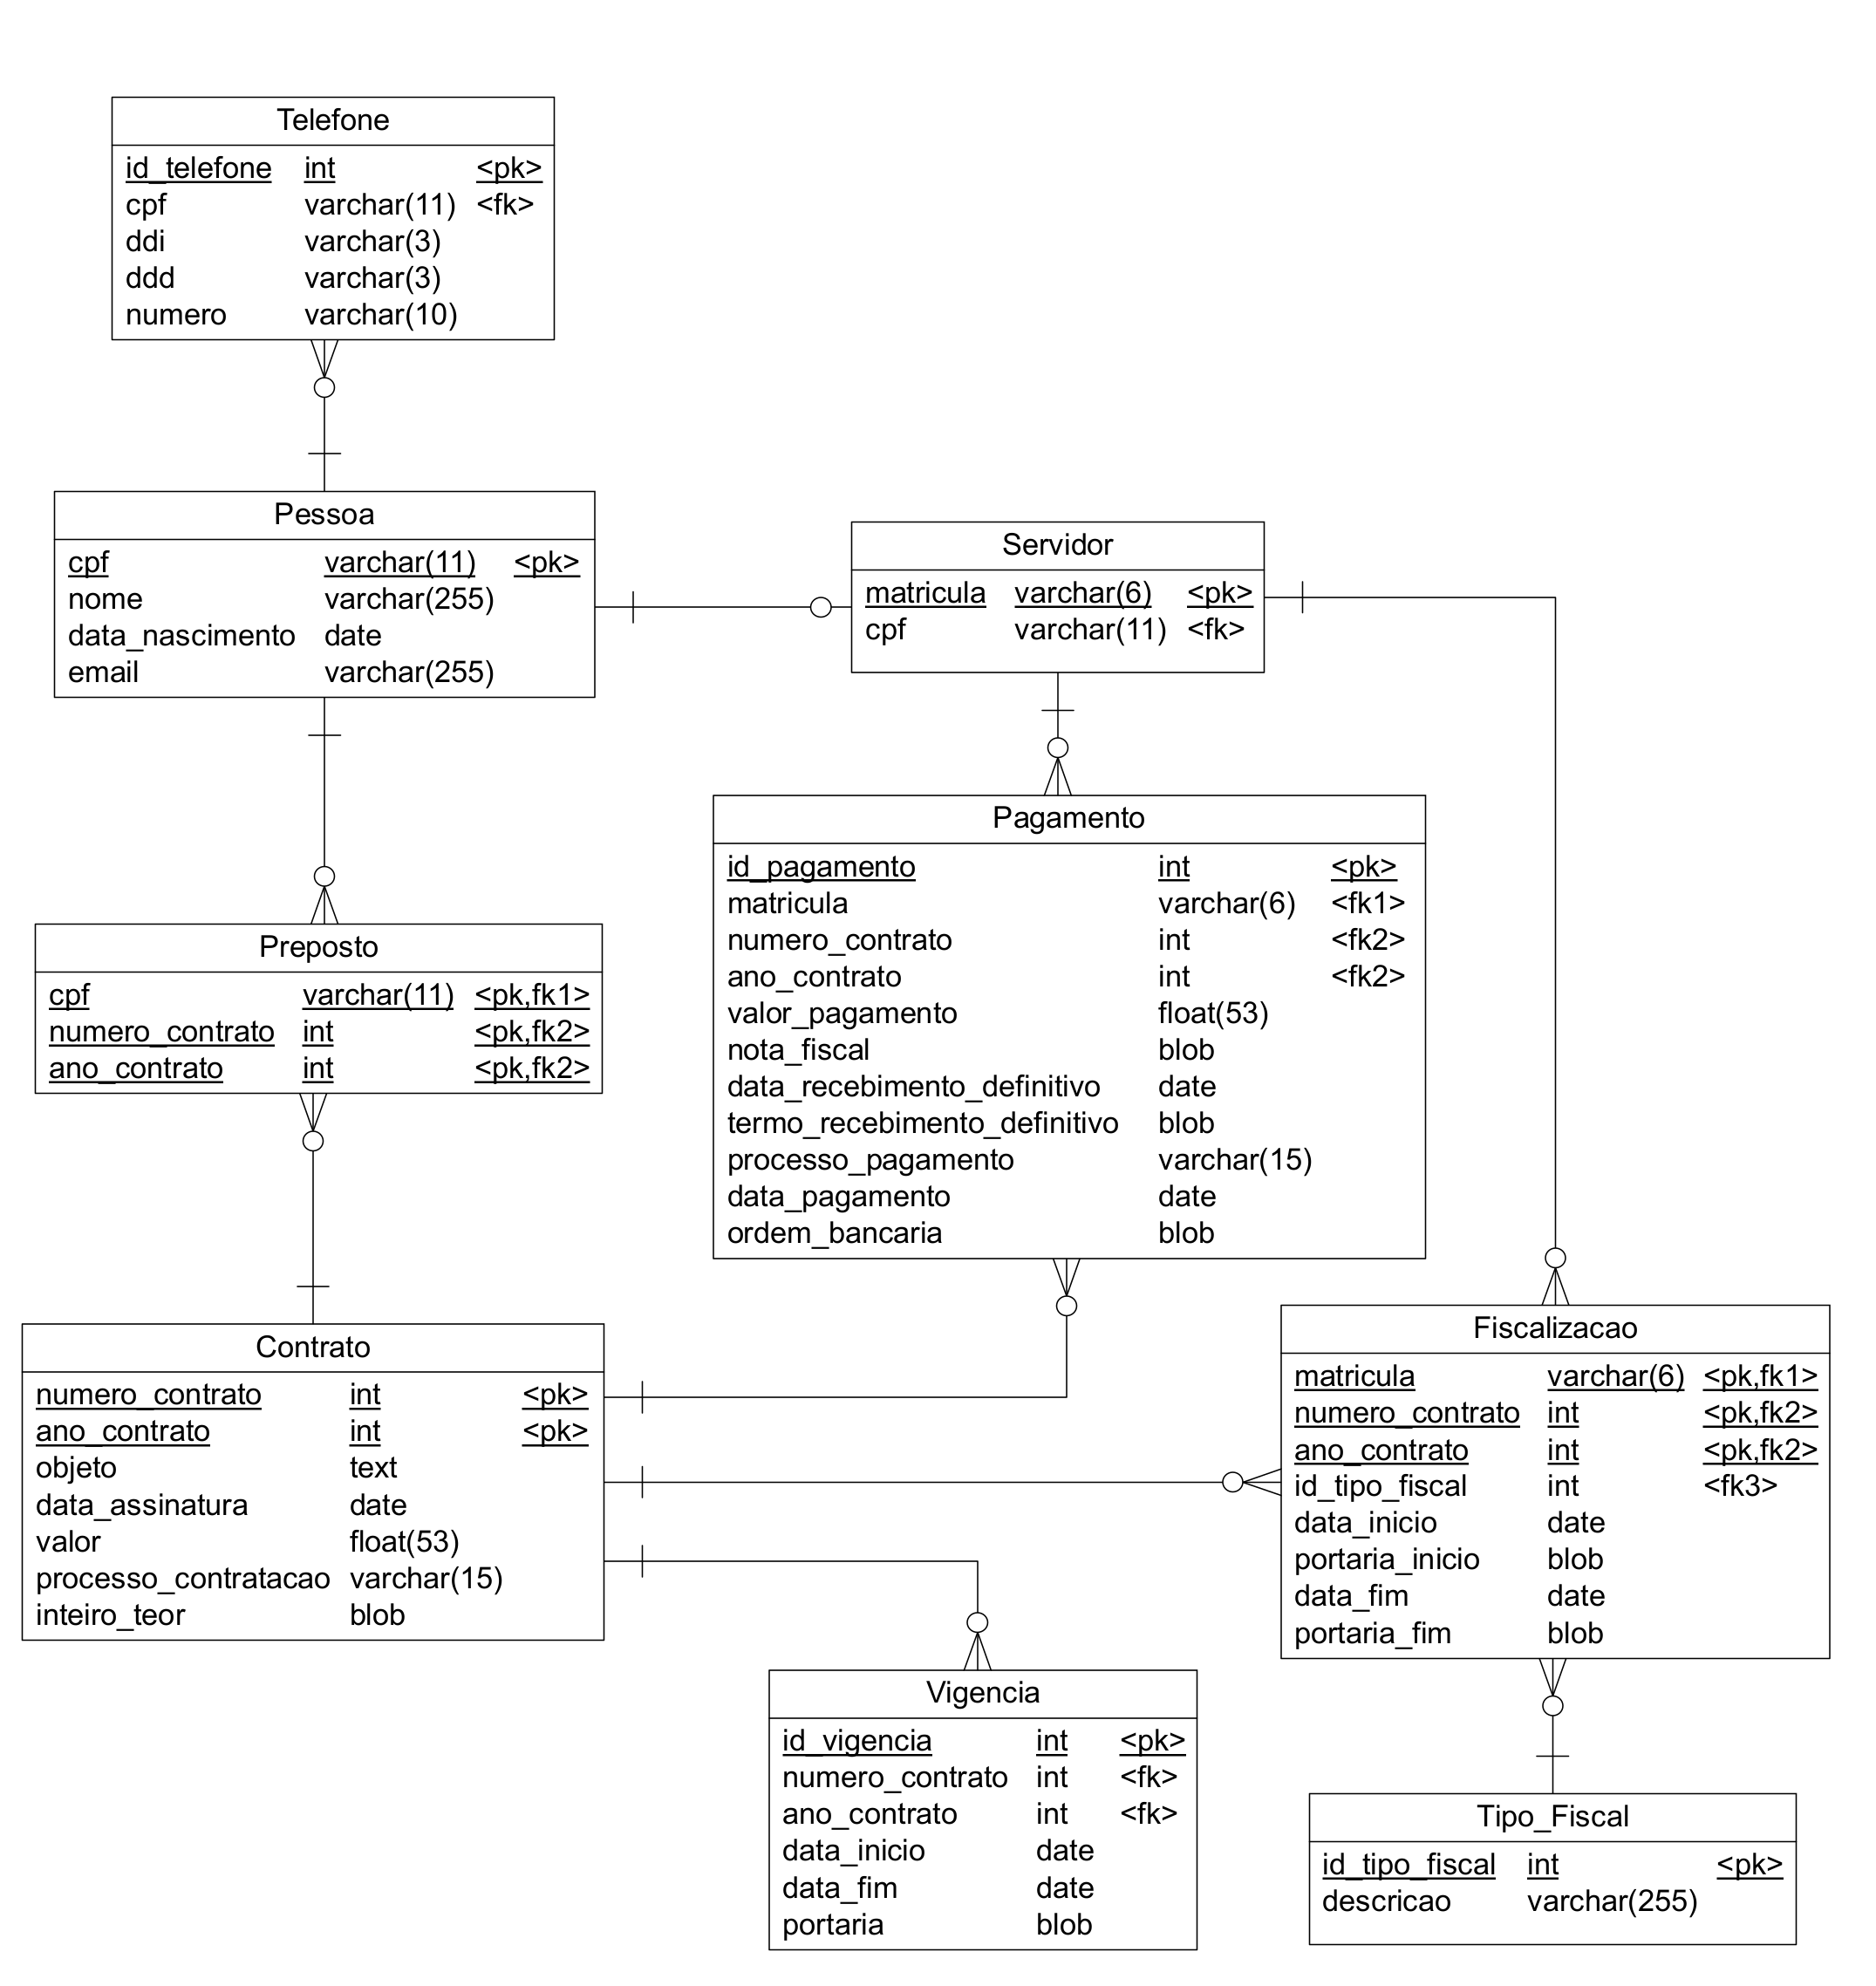 Telefone
id_telefone int <pk>
cpf varchar(11) <fk>
ddi varchar(3)
ddd varchar(3)
numero varchar(10)
Pessoa
cpf varchar(11) <pk>
nome varchar(255)
data_nascimento date
email varchar(255)
Servidor
matricula varchar(6) <pk>
cpf varchar(11) <fk>
Pagamento
id_pagamento int <pk>
matricula varchar(6) <fk1>
numero_contrato int <fk2>
ano_contrato int <fk2>
valor_pagamento float(53)
nota_fiscal blob
data_recebimento_definitivo date
termo_recebimento_definitivo blob
processo_pagamento varchar(15)
data_pagamento date
ordem_bancaria blob
Preposto
cpf varchar(11) <pk,fk1>
numero_contrato int <pk,fk2>
ano_contrato int <pk,fk2>
Contrato
numero_contrato int <pk>
ano_contrato int <pk>
objeto text
data_assinatura date
valor float(53)
processo_contratacao varchar(15)
inteiro_teor blob
Fiscalizacao
matricula varchar(6) <pk,fk1>
numero_contrato int <pk,fk2>
ano_contrato int <pk,fk2>
id_tipo_fiscal int <fk3>
data_inicio date
portaria_inicio blob
data_fim date
portaria_fim blob
Vigencia
id_vigencia int <pk>
numero_contrato int <fk>
ano_contrato int <fk>
data_inicio date
data_fim date
portaria blob
Tipo_Fiscal
id_tipo_fiscal int <pk>
descricao varchar(255)